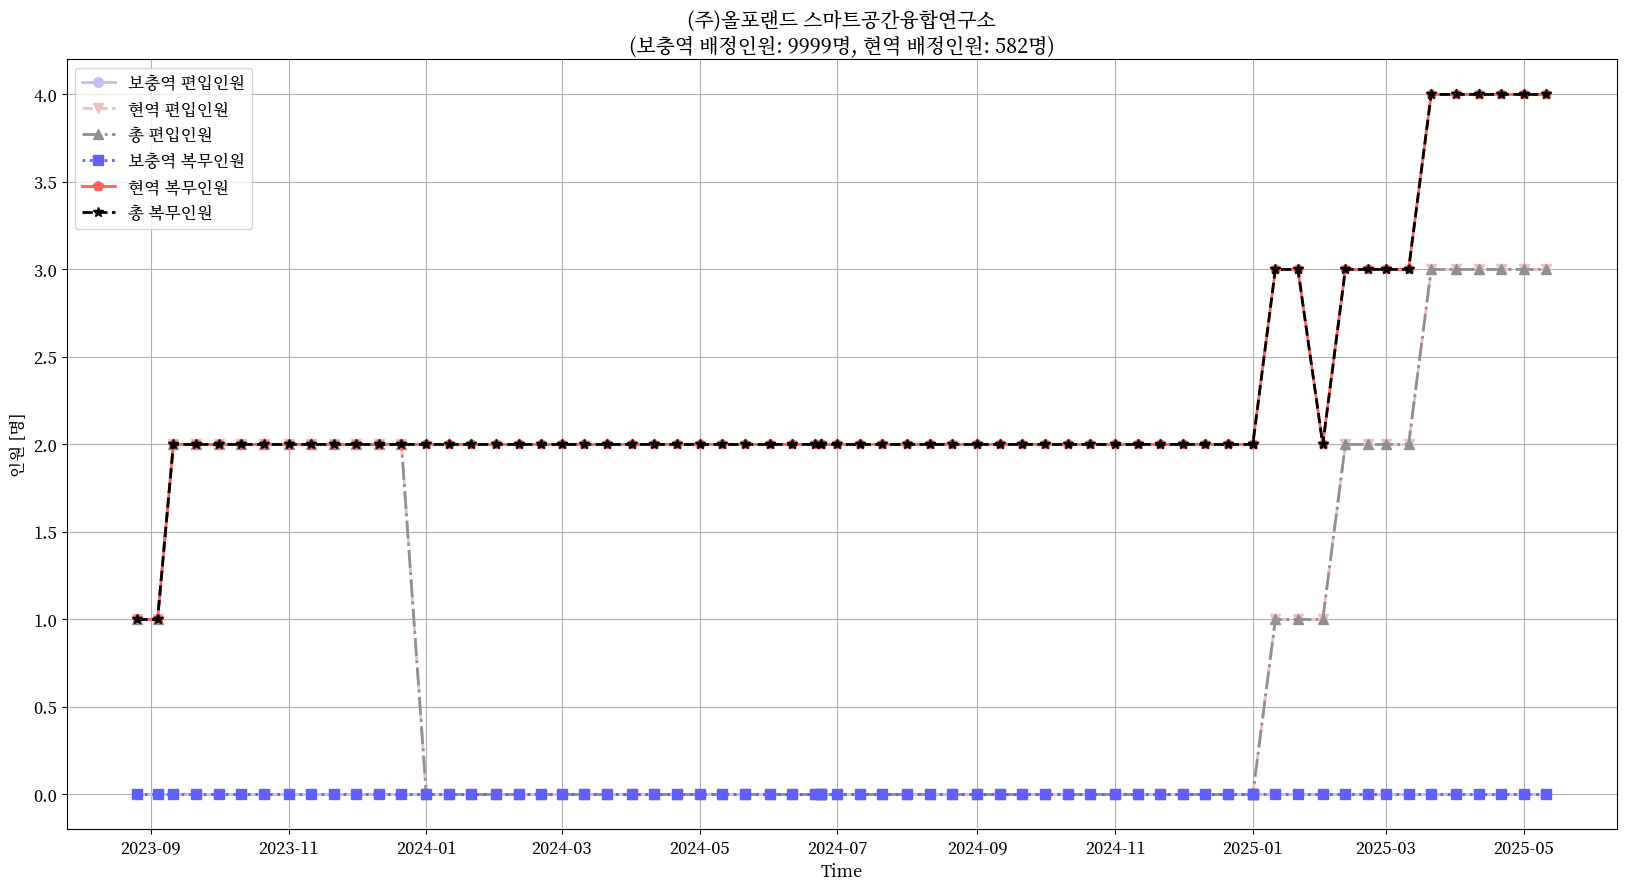 (주)올포랜드 스마트공간융합연구소
(보충역 배정인원: 9999명, 현역 배정인원: 582명)
보충역 편입인원
현역 편입인원
총 편입인원
보충역 복무인원
현역 복무인원
총 복무인원
4.0
3.5
3.0
2.5
2.0
1.5
1.0
0.5
0.0
인원 [명]
2023-09 2023-11 2024-01 2024-03 2024-05 2024-07 2024-09 2024-11 2025-01 2025-03 2025-05
Time